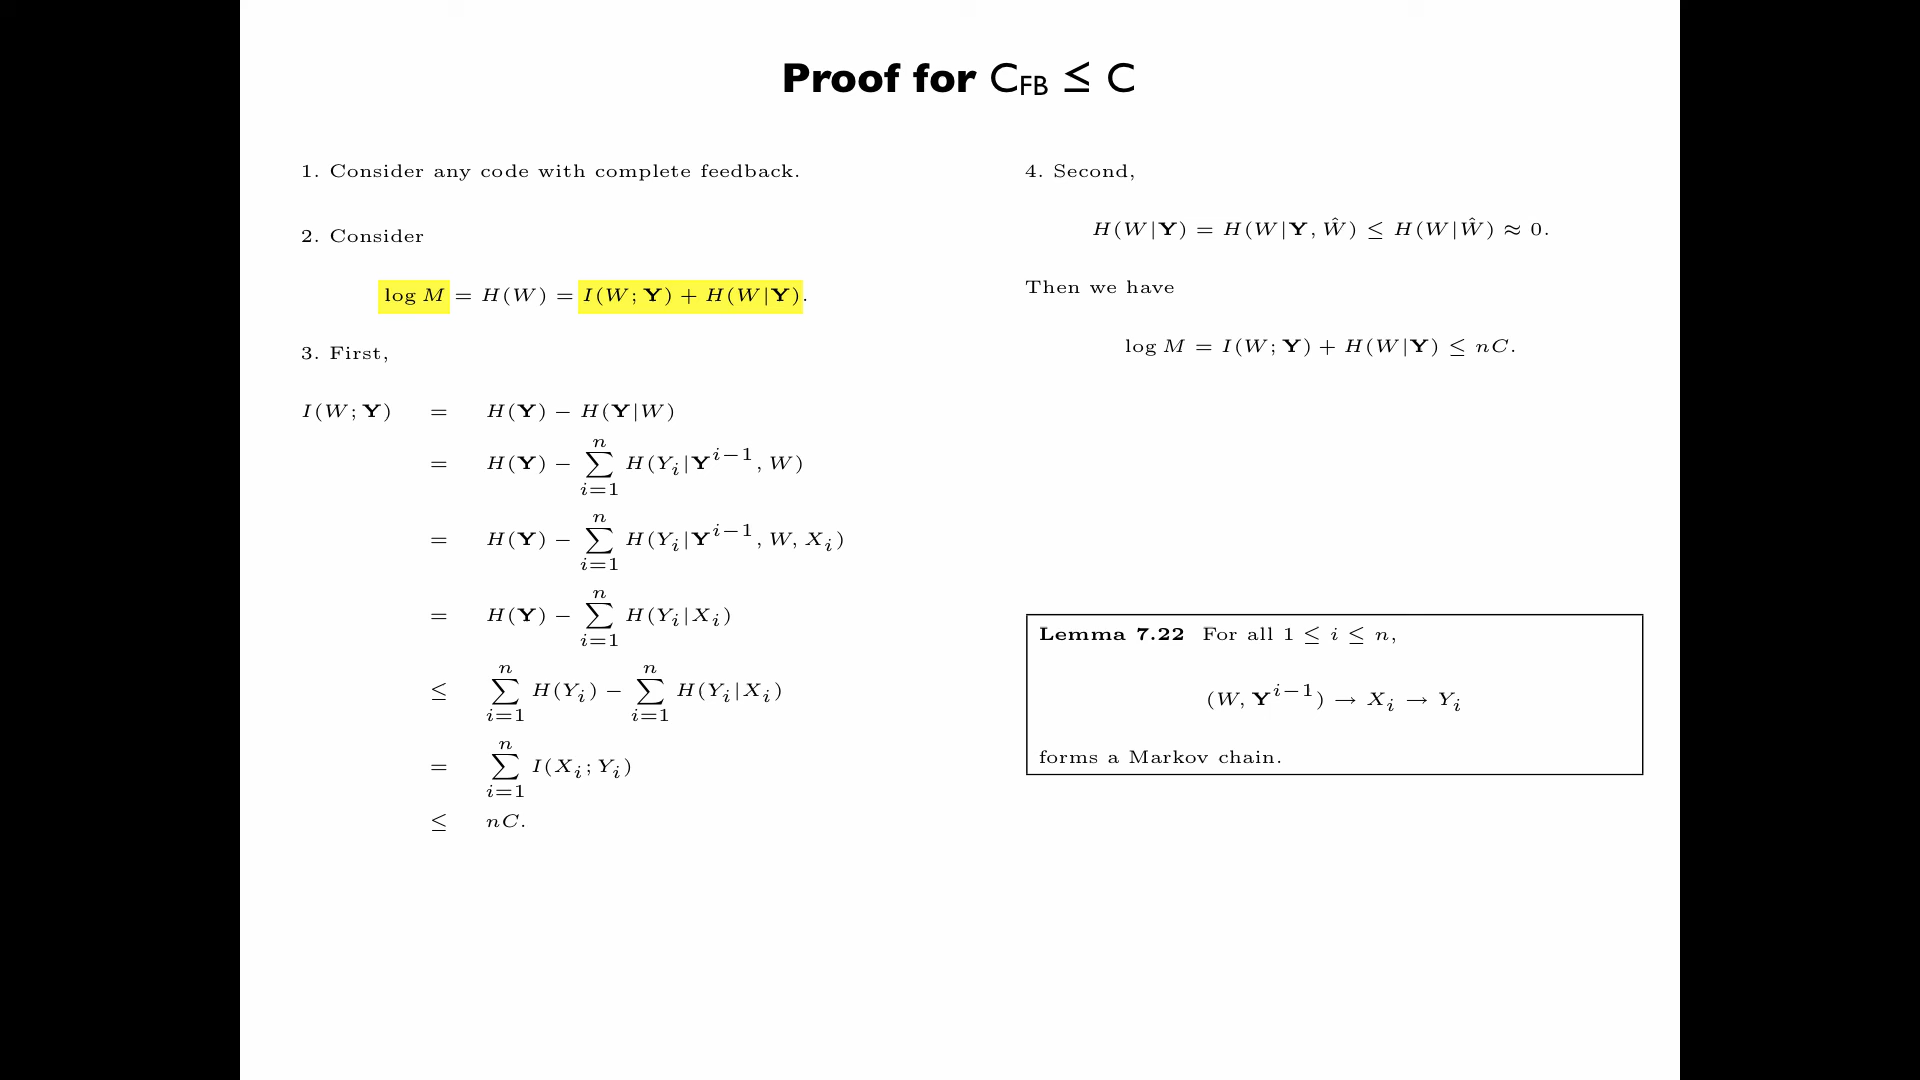 Proof for C_FB ≤ C
1. Consider any code with complete feedback.
2. Consider
log M = H(W) = I(W; Y) + H(W|Y).
3. First,
I(W; Y) = H(Y) − H(Y|W)
= H(Y) − ∑_{i=1}^{n} H(Y_i|Y^{i−1}, W)
= H(Y) − ∑_{i=1}^{n} H(Y_i|Y^{i−1}, W, X_i)
= H(Y) − ∑_{i=1}^{n} H(Y_i|X_i)
≤ ∑_{i=1}^{n} H(Y_i) − ∑_{i=1}^{n} H(Y_i|X_i)
= ∑_{i=1}^{n} I(X_i; Y_i)
≤ nC.
4. Second,
H(W|Y) = H(W|Y, Ŵ) ≤ H(W|Ŵ) ≈ 0.
Then we have
log M = I(W; Y) + H(W|Y) ≤ nC.
Lemma 7.22 For all 1 ≤ i ≤ n,
(W, Y^{i−1}) → X_i → Y_i
forms a Markov chain.